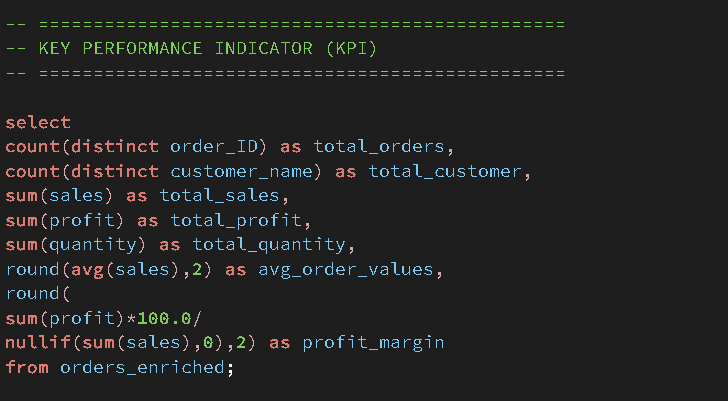 -- ================================================
-- KEY PERFORMANCE INDICATOR (KPI)
-- ================================================
select
count(distinct order_ID) as total_orders,
count(distinct customer_name) as total_customer,
sum(sales) as total_sales,
sum(profit) as total_profit,
sum(quantity) as total_quantity,
round(avg(sales),2) as avg_order_values,
round(
sum(profit)*100.0/
nullif(sum(sales),0),2) as profit_margin
from orders_enriched;